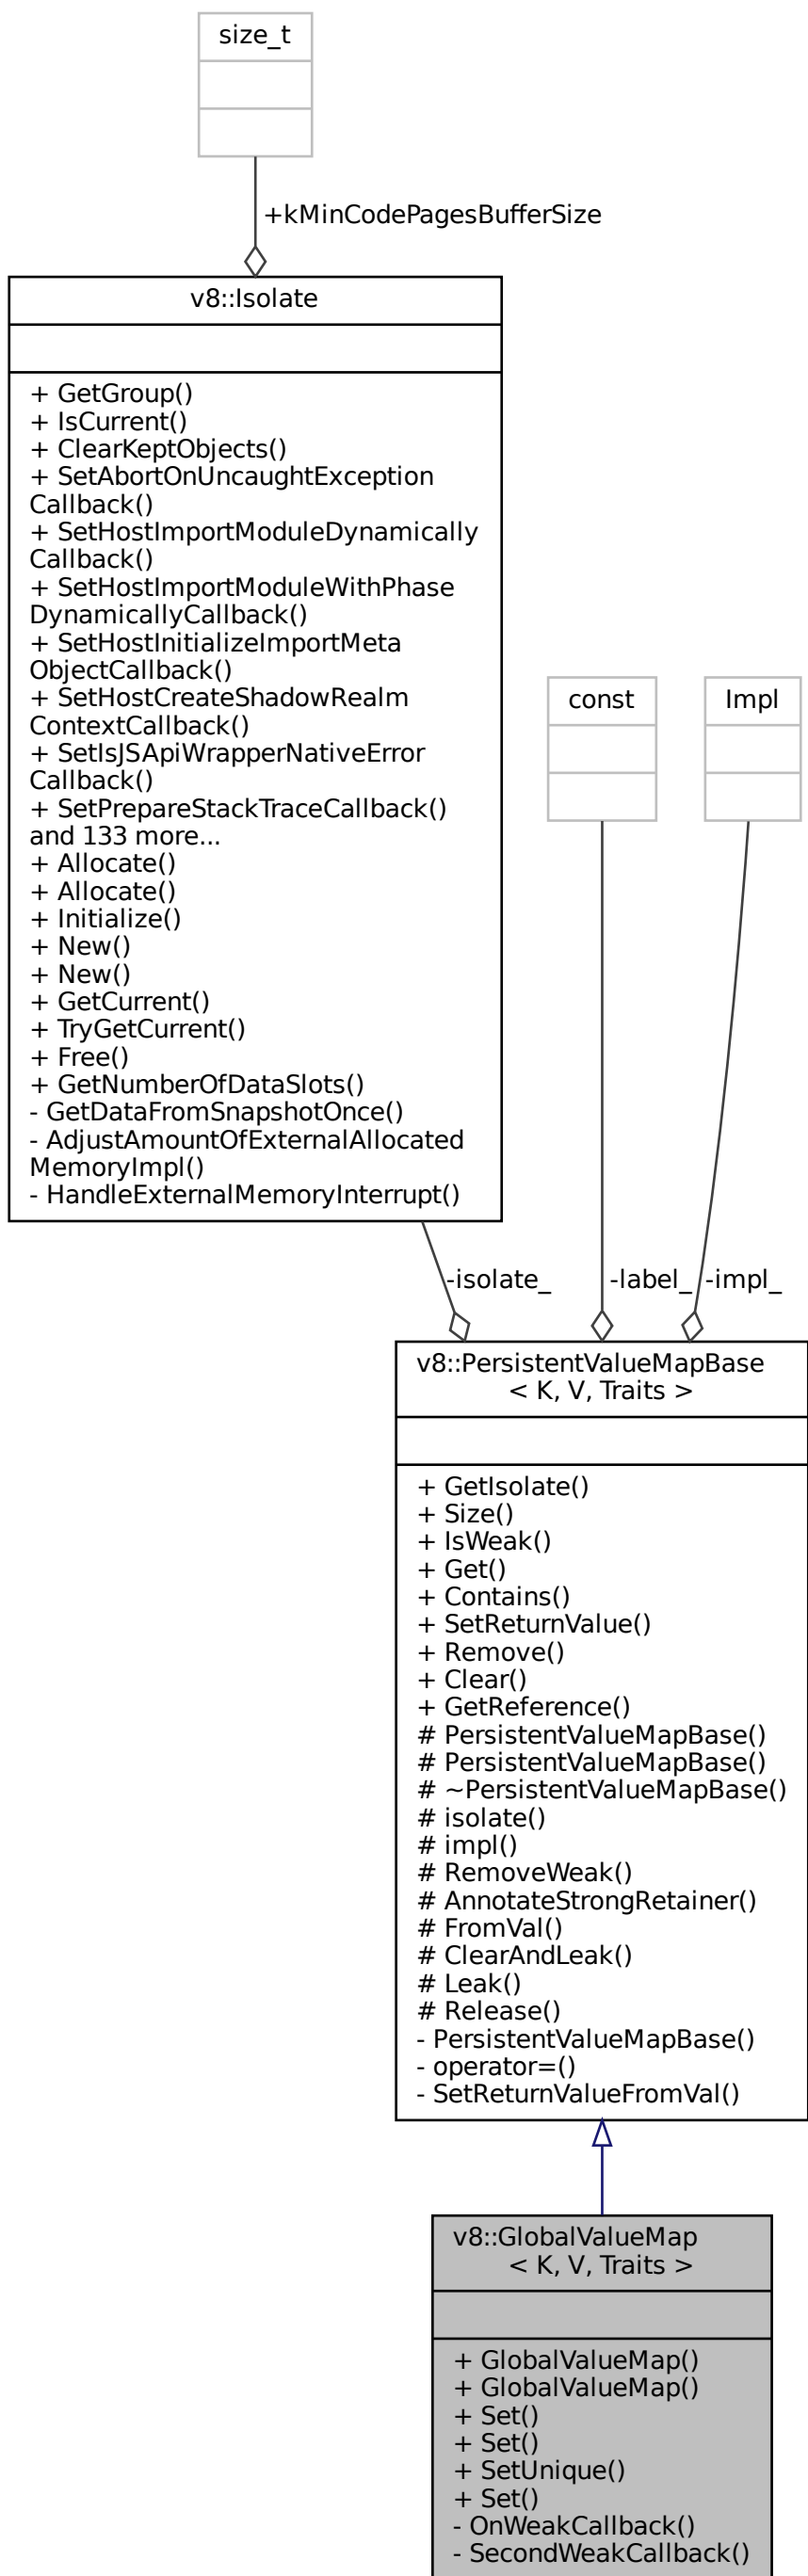 size_t
+kMinCodePagesBufferSize
v8::Isolate
+ GetGroup()
+ IsCurrent()
+ ClearKeptObjects()
+ SetAbortOnUncaughtException
Callback()
+ SetHostImportModuleDynamically
Callback()
+ SetHostImportModuleWithPhase
DynamicallyCallback()
+ SetHostInitializeImportMeta
ObjectCallback()
+ SetHostCreateShadowRealm
ContextCallback()
+ SetIsJSApiWrapperNativeError
Callback()
+ SetPrepareStackTraceCallback()
and 133 more...
+ Allocate()
+ Allocate()
+ Initialize()
+ New()
+ New()
+ GetCurrent()
+ TryGetCurrent()
+ Free()
+ GetNumberOfDataSlots()
- GetDataFromSnapshotOnce()
- AdjustAmountOfExternalAllocated
MemoryImpl()
- HandleExternalMemoryInterrupt()
const
Impl
-isolate_
-label_
-impl_
v8::PersistentValueMapBase
< K, V, Traits >
+ GetIsolate()
+ Size()
+ IsWeak()
+ Get()
+ Contains()
+ SetReturnValue()
+ Remove()
+ Clear()
+ GetReference()
# PersistentValueMapBase()
# PersistentValueMapBase()
# ~PersistentValueMapBase()
# isolate()
# impl()
# RemoveWeak()
# AnnotateStrongRetainer()
# FromVal()
# ClearAndLeak()
# Leak()
# Release()
- PersistentValueMapBase()
- operator=()
- SetReturnValueFromVal()
v8::GlobalValueMap
< K, V, Traits >
+ GlobalValueMap()
+ GlobalValueMap()
+ Set()
+ Set()
+ SetUnique()
+ Set()
- OnWeakCallback()
- SecondWeakCallback()